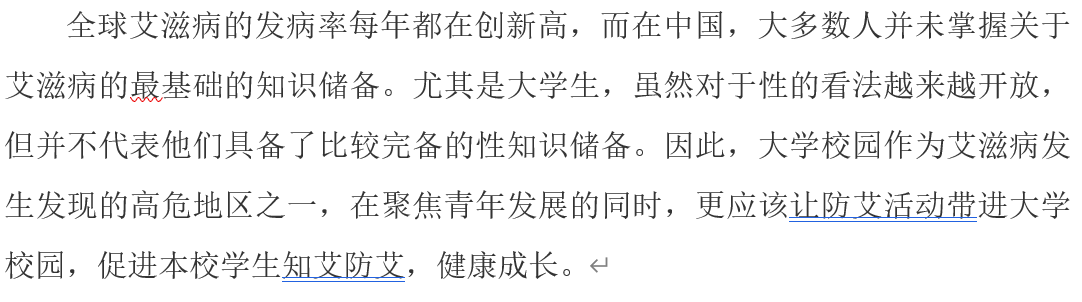 全球艾滋病的发病率每年都在创新高，而在中国，大多数人并未掌握关于
艾滋病的最基础的知识储备。尤其是大学生，虽然对于性的看法越来越开放，
但并不代表他们具备了比较完备的性知识储备。因此，大学校园作为艾滋病发
生发现的高危地区之一，在聚焦青年发展的同时，更应该让防艾活动带进大学
校园，促进本校学生知艾防艾，健康成长。